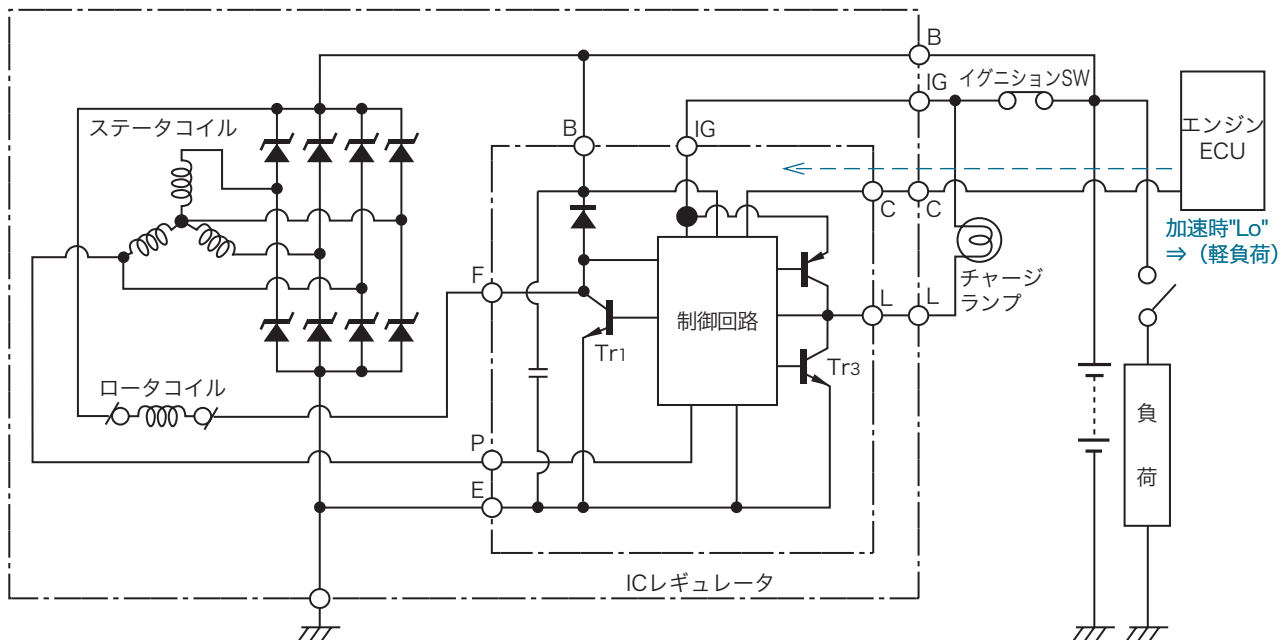 B
IG
イグニションSW
エンジン
ECU
ステータコイル
B
IG
C
C
加速時"Lo"
⇒（軽負荷）
F
チャージ
ランプ
L
L
制御回路
Tr1
Tr3
ロータコイル
負
荷
P
E
ICレギュレータ